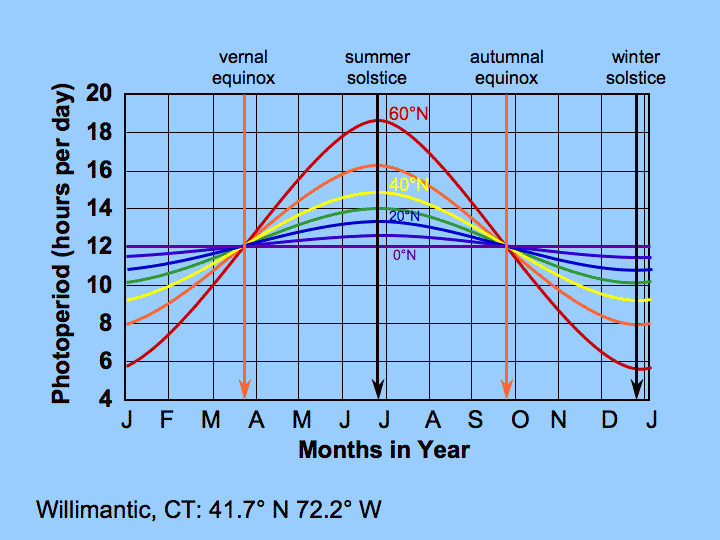 vernal equinox
summer solstice
autumnal equinox
winter solstice
Photoperiod (hours per day)
20
18
16
14
12
10
8
6
4
60°N
40°N
20°N
0°N
J F M A M J J A S O N D J
Months in Year
Willimantic, CT: 41.7° N 72.2° W